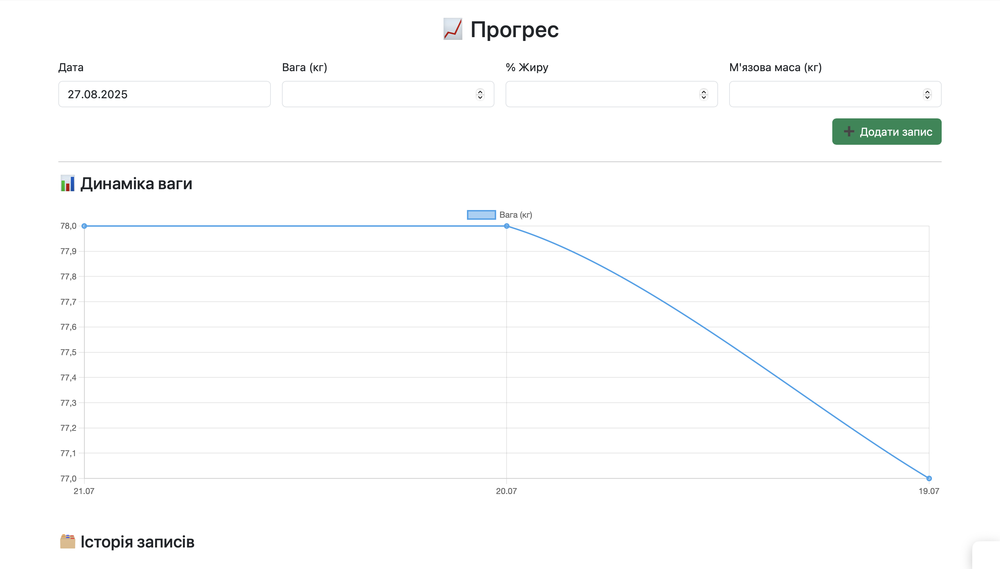 📈 Прогрес
Дата
Вага (кг)
% Жиру
М'язова маса (кг)
27.08.2025
➕ Додати запис
📊 Динаміка ваги
Вага (кг)
78,0
77,9
77,8
77,7
77,6
77,5
77,4
77,3
77,2
77,1
77,0
21.07
20.07
19.07
🗂️ Історія записів